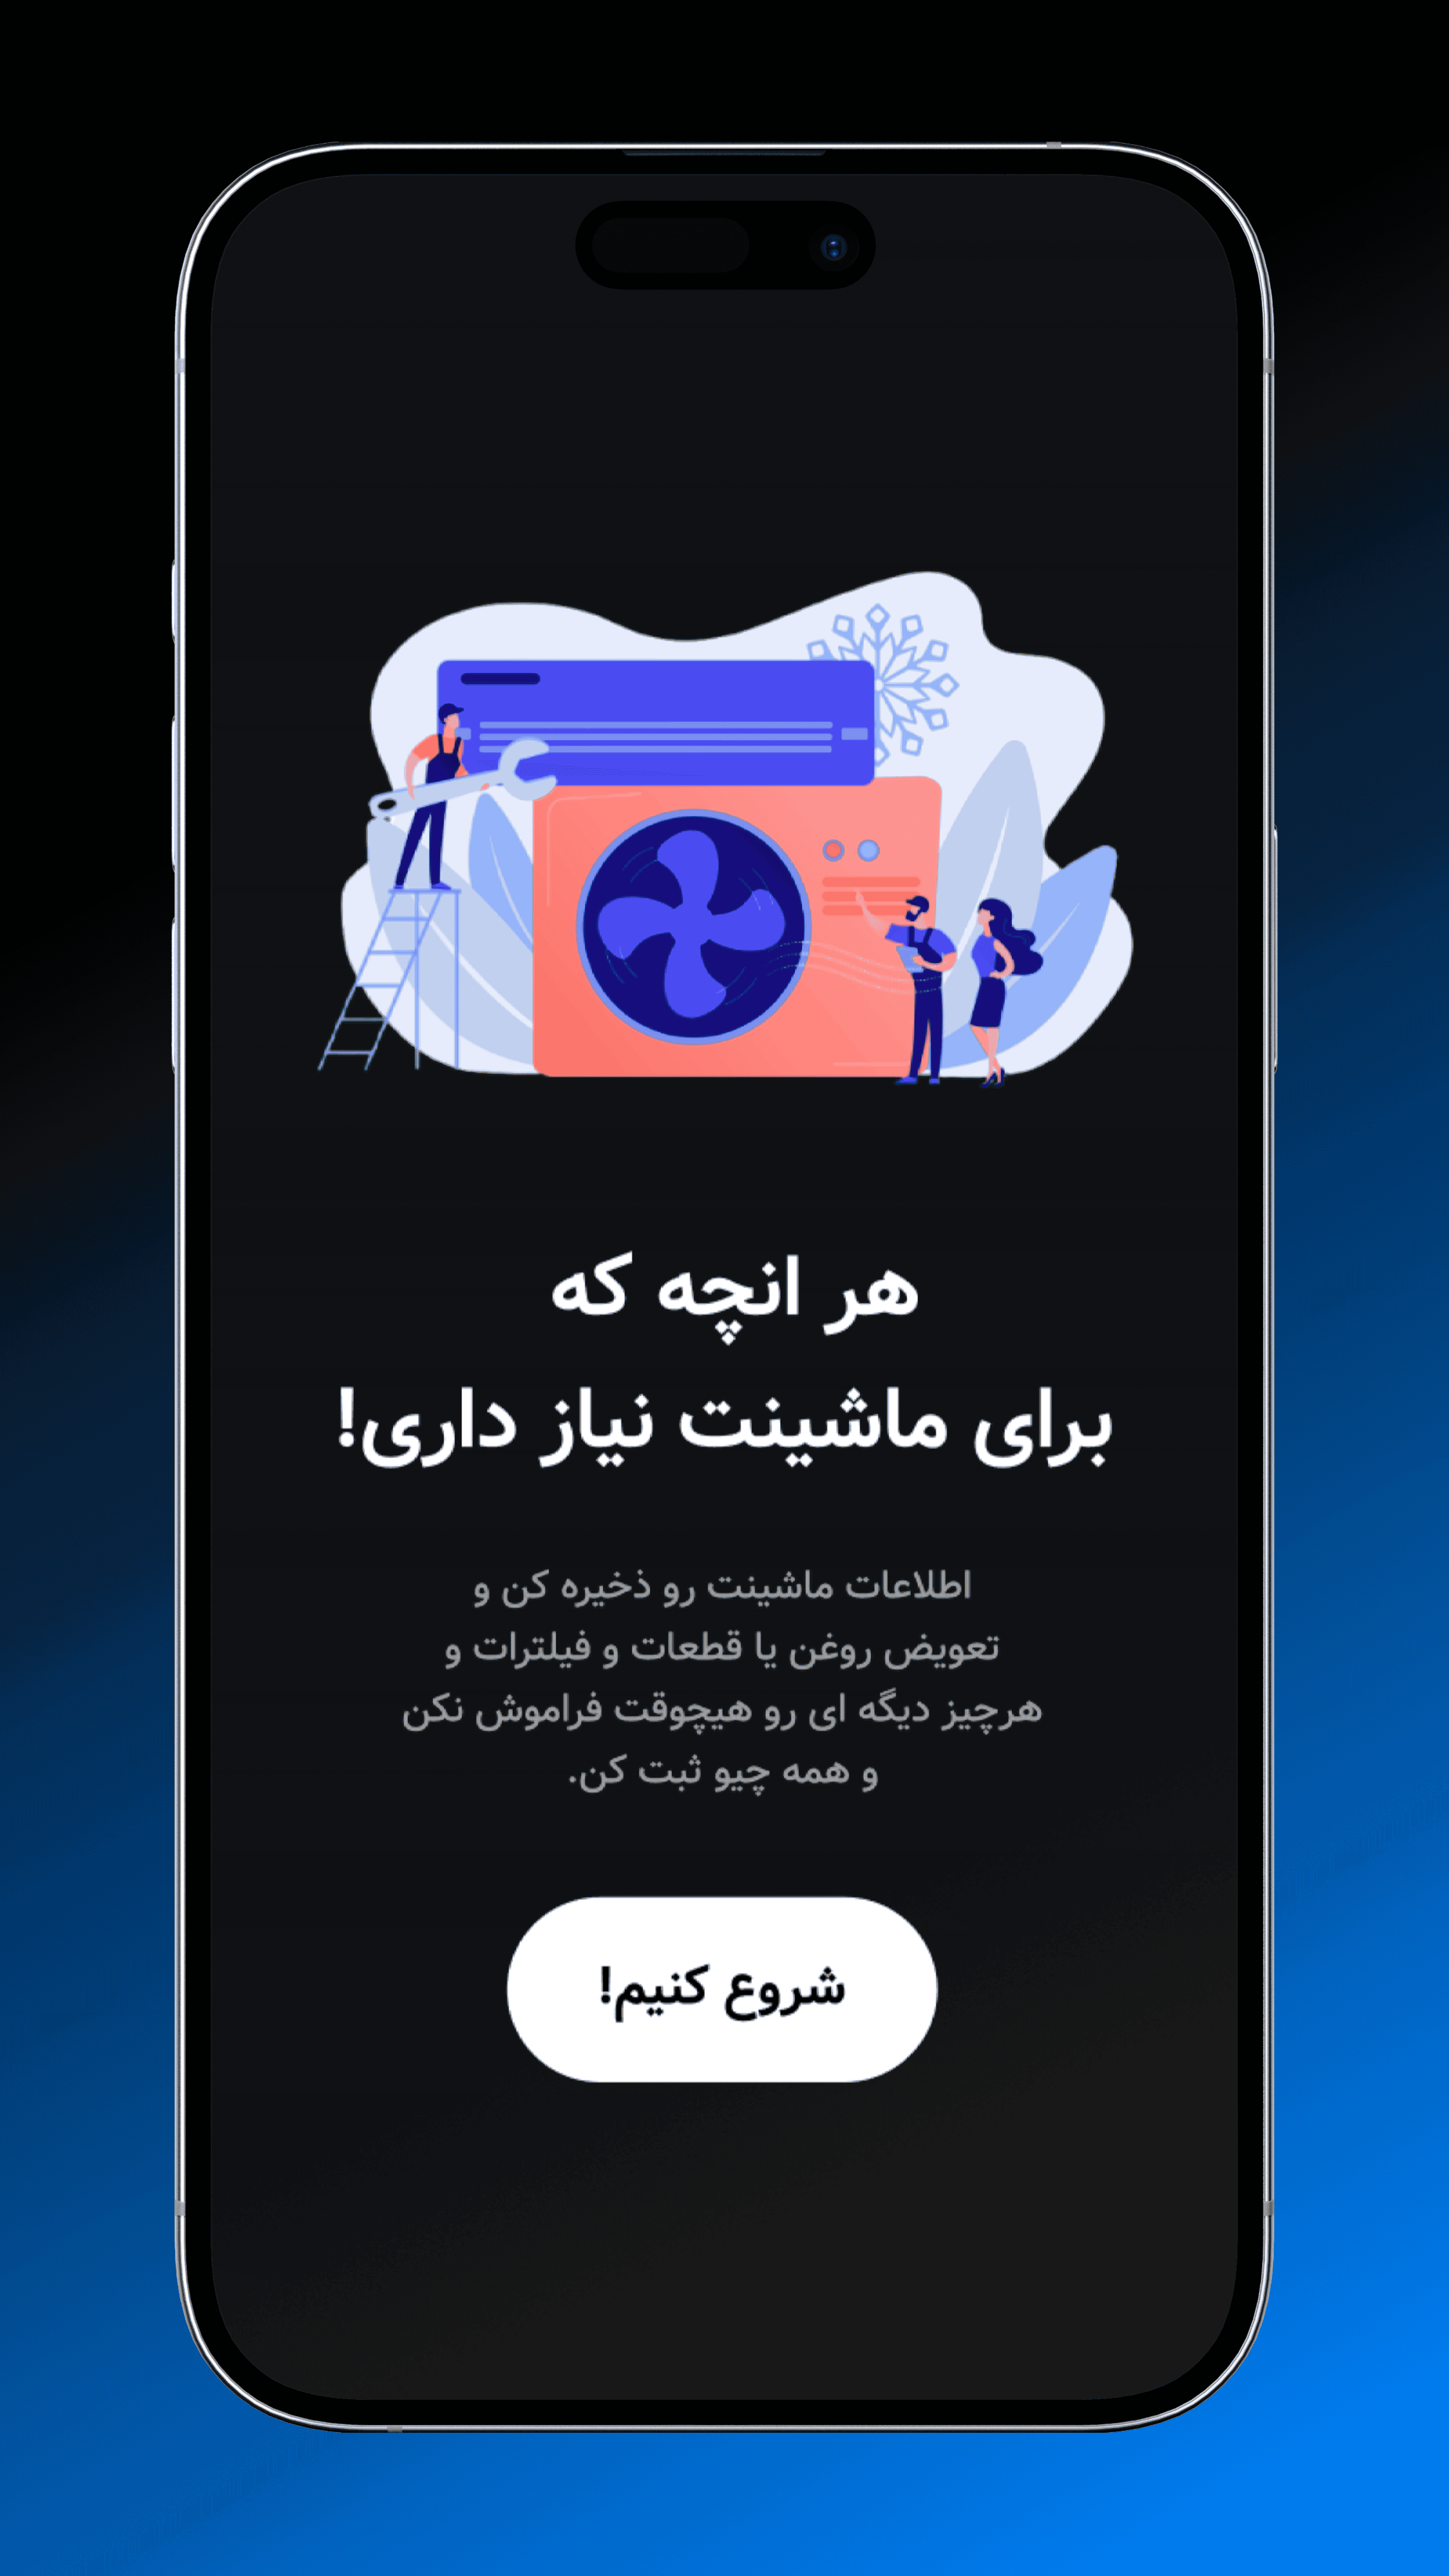 هر انچه که
برای ماشینت نیاز داری!
اطلاعات ماشینت رو ذخیره کن و
تعویض روغن یا قطعات و فیلترات و
هرچیز دیگه ای رو هیچوقت فراموش نکن
و همه چیو ثبت کن.
شروع کنیم!